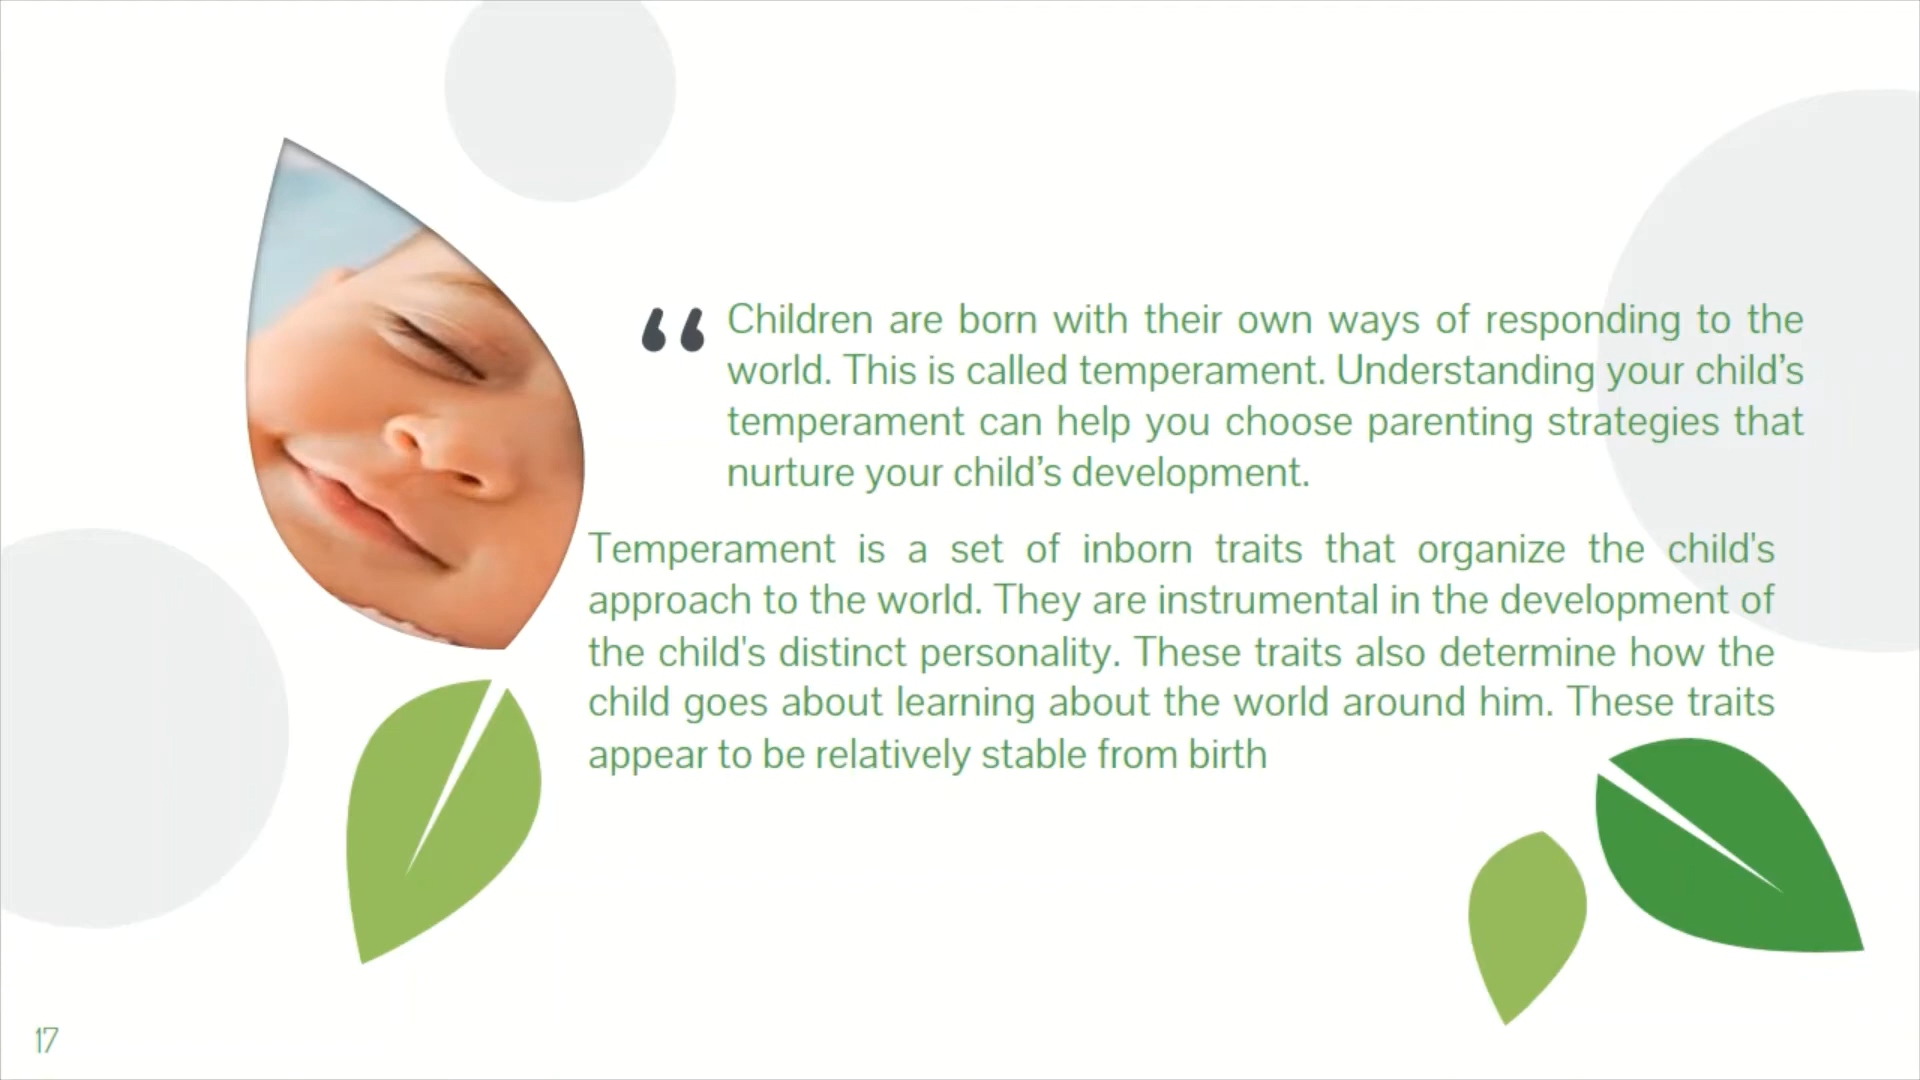 “ Children are born with their own ways of responding to the
world. This is called temperament. Understanding your child’s
temperament can help you choose parenting strategies that
nurture your child’s development.
Temperament is a set of inborn traits that organize the child's
approach to the world. They are instrumental in the development of
the child's distinct personality. These traits also determine how the
child goes about learning about the world around him. These traits
appear to be relatively stable from birth
17